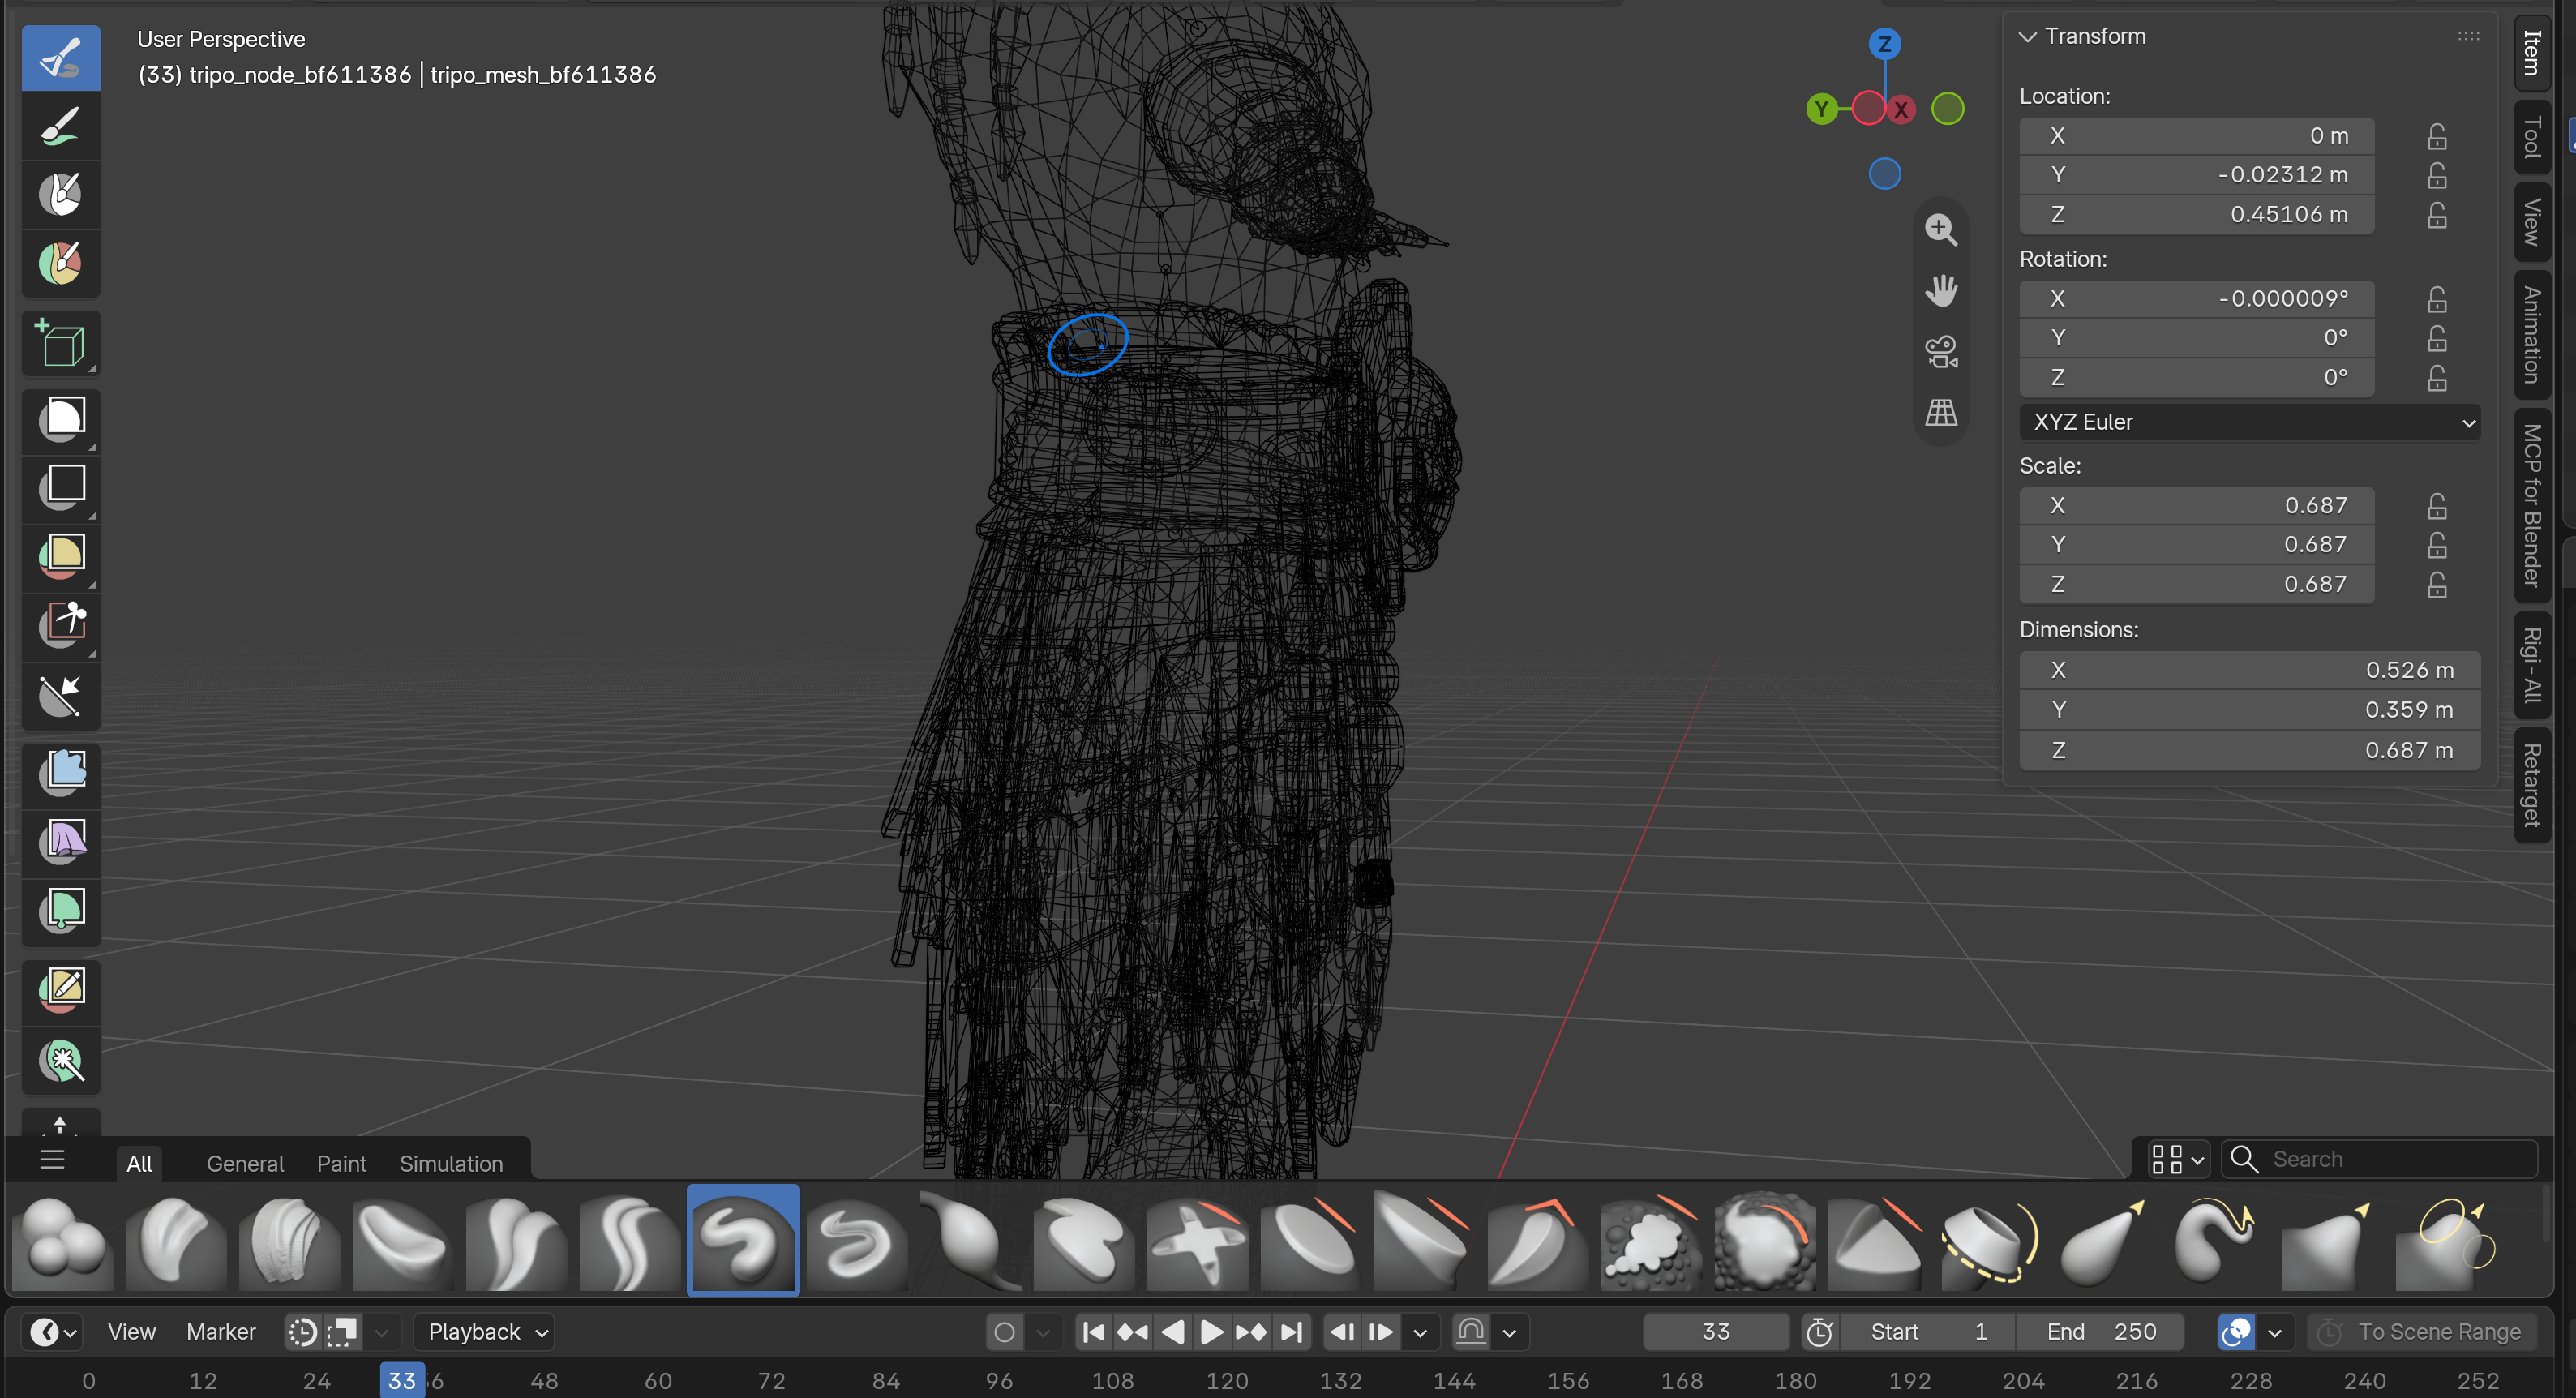 User Perspective
(33) tripo_node_bf611386 | tripo_mesh_bf611386
Z
Y
X
Transform
Location:
X 0 m
Y -0.02312 m
Z 0.45106 m
Rotation:
X -0.000009°
Y 0°
Z 0°
XYZ Euler
Scale:
X 0.687
Y 0.687
Z 0.687
Dimensions:
X 0.526 m
Y 0.359 m
Z 0.687 m
Item
Tool
View
Animation
MCP for Blender
Rigi-All
Retarget
All General Paint Simulation
Search
View Marker Playback
33 Start 1 End 250 To Scene Range
0 12 24 33 48 60 72 84 96 108 120 132 144 156 168 180 192 204 216 228 240 252